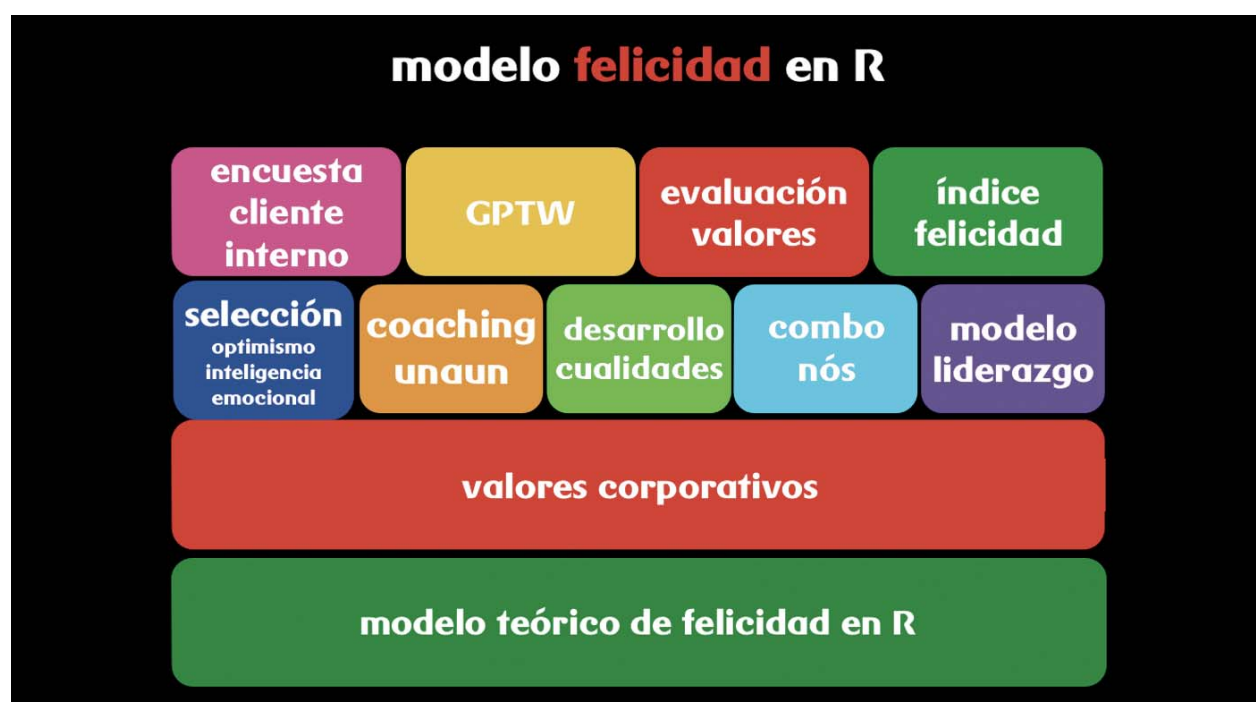 modelo felicidad en R
encuesta
cliente
interno
GPTW
evaluación
valores
índice
felicidad
selección
optimismo
inteligencia
emocional
coaching
unaun
desarrollo
cualidades
combo
nós
modelo
liderazgo
valores corporativos
modelo teórico de felicidad en R